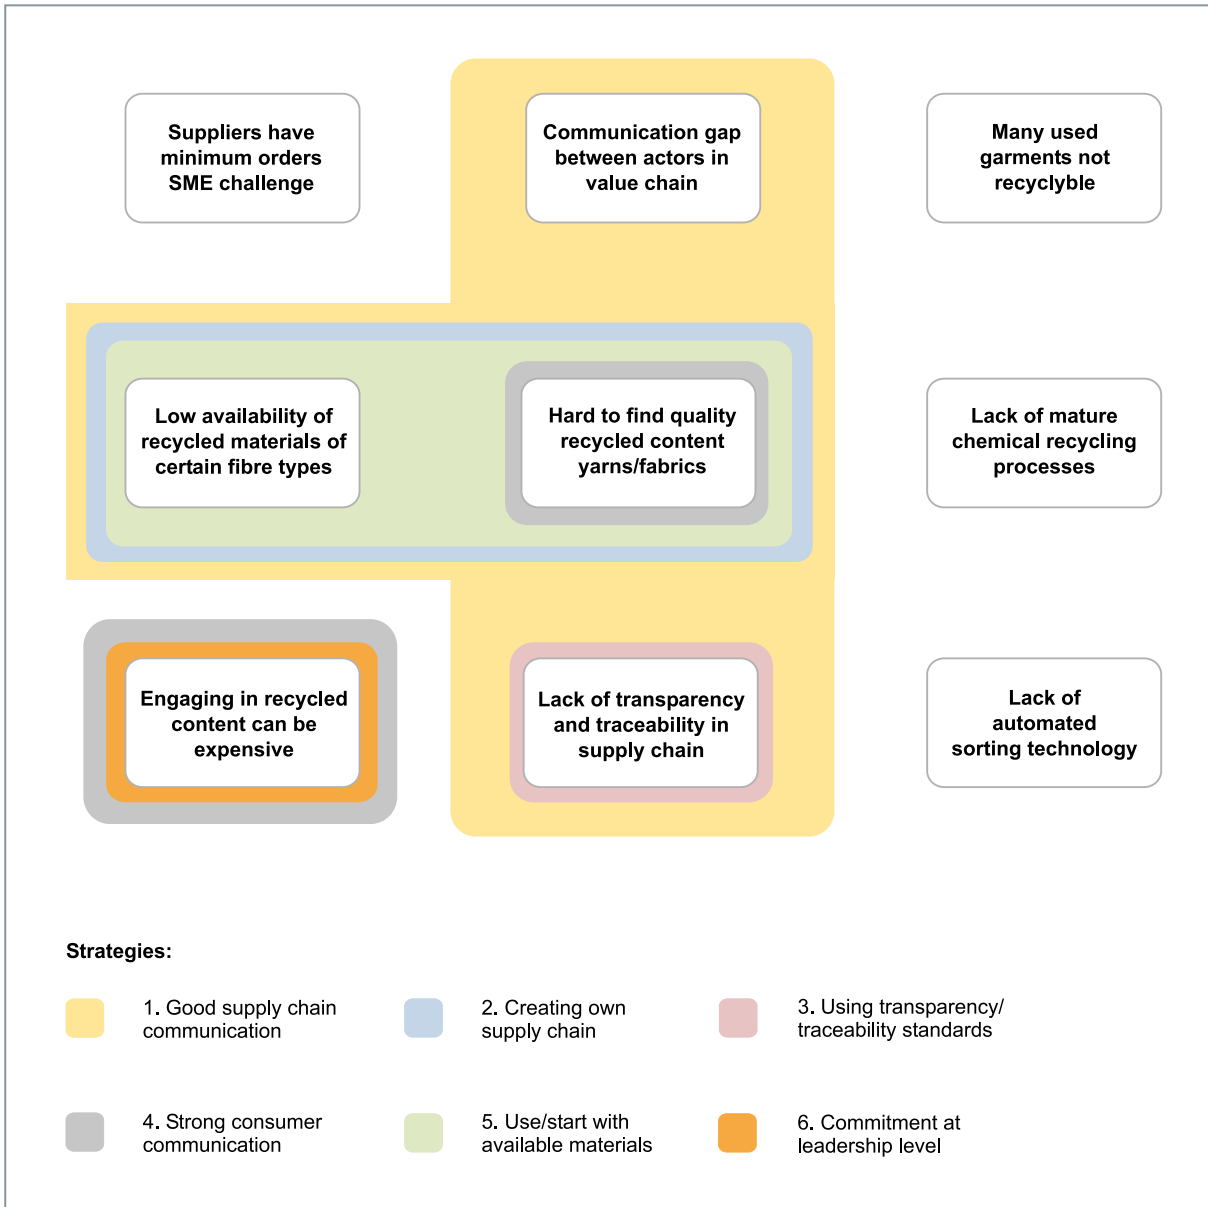 Suppliers have
minimum orders
SME challenge
Communication gap
between actors in
value chain
Many used
garments not
recyclyble
Low availability of
recycled materials of
certain fibre types
Hard to find quality
recycled content
yarns/fabrics
Lack of mature
chemical recycling
processes
Engaging in recycled
content can be
expensive
Lack of transparency
and traceability in
supply chain
Lack of
automated
sorting technology
Strategies:
1. Good supply chain
communication
2. Creating own
supply chain
3. Using transparency/
traceability standards
4. Strong consumer
communication
5. Use/start with
available materials
6. Commitment at
leadership level